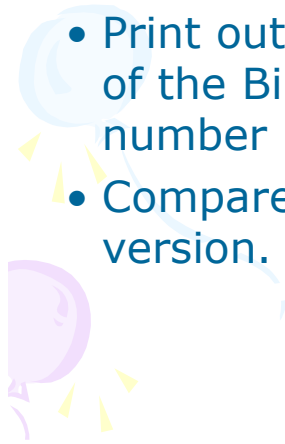 • Print out
of the Bi
number
• Compare
version.